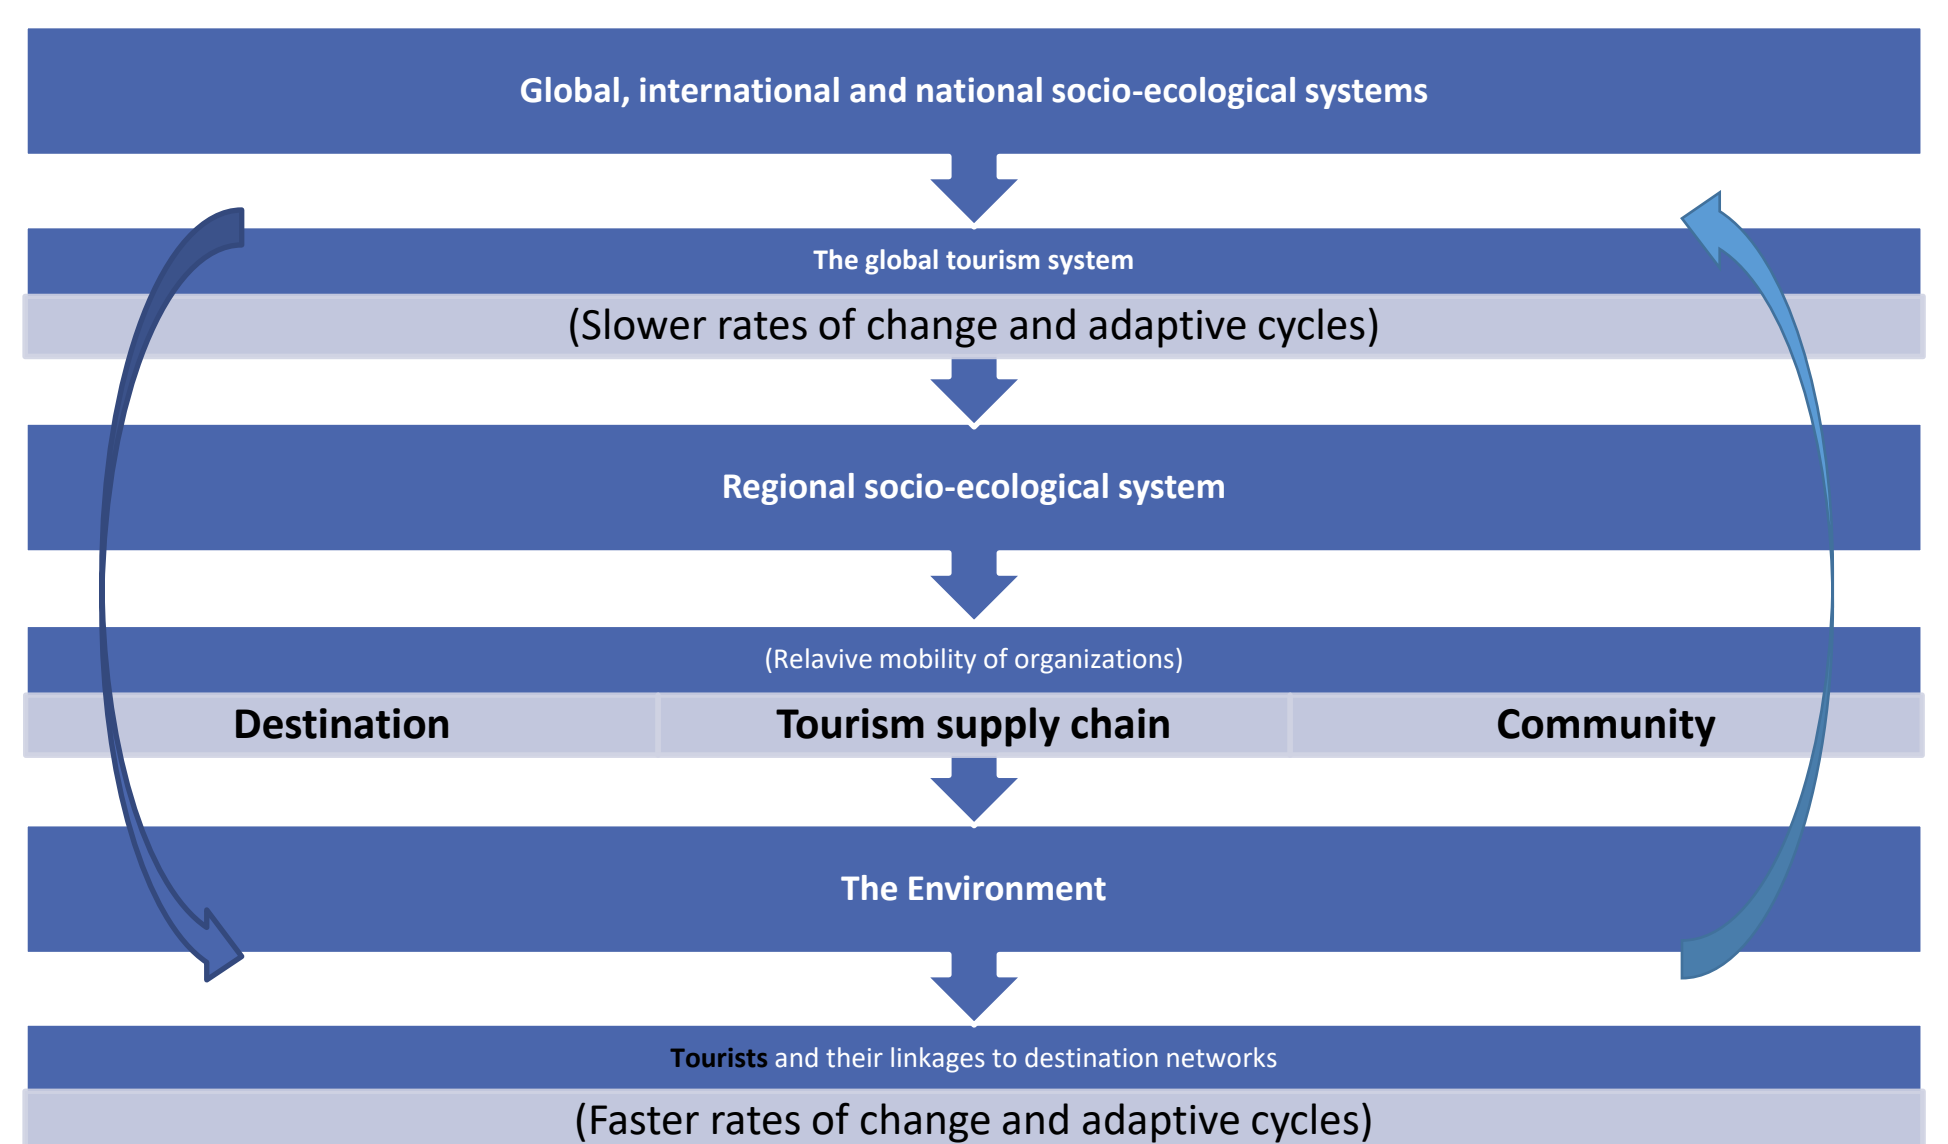 Global, international and national socio-ecological systems
The global tourism system
(Slower rates of change and adaptive cycles)
Regional socio-ecological system
(Relavive mobility of organizations)
Destination
Tourism supply chain
Community
The Environment
Tourists and their linkages to destination networks
(Faster rates of change and adaptive cycles)